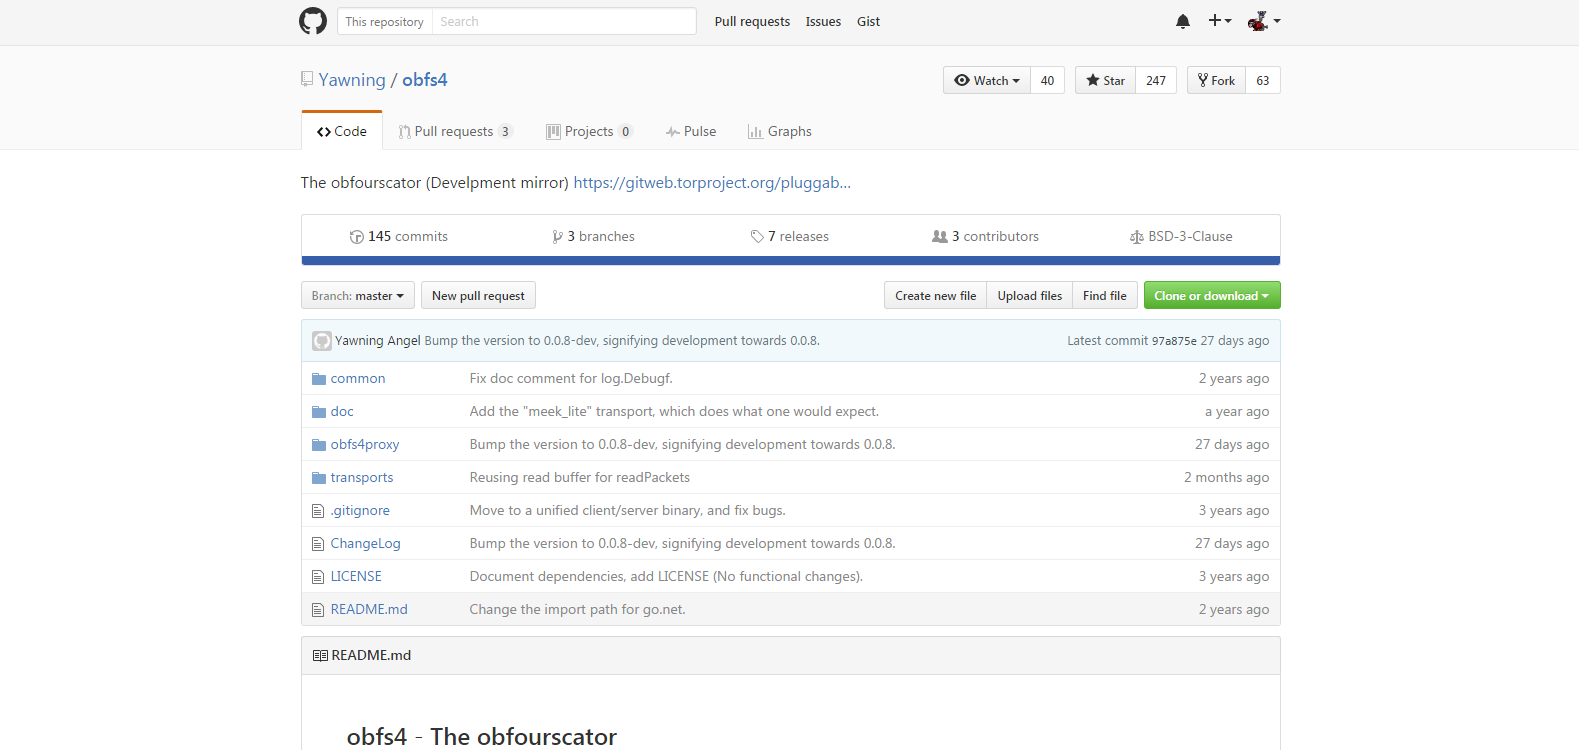 This repository Search Pull requests Issues Gist
Yawning / obfs4 Watch 40 Star 247 Fork 63
Code Pull requests 3 Projects 0 Pulse Graphs
The obfourscator (Develpment mirror) https://gitweb.torproject.org/pluggab...
145 commits 3 branches 7 releases 3 contributors BSD-3-Clause
Branch: master New pull request Create new file Upload files Find file Clone or download
Yawning Angel Bump the version to 0.0.8-dev, signifying development towards 0.0.8. Latest commit 97a875e 27 days ago
common Fix doc comment for log.Debugf. 2 years ago
doc Add the "meek_lite" transport, which does what one would expect. a year ago
obfs4proxy Bump the version to 0.0.8-dev, signifying development towards 0.0.8. 27 days ago
transports Reusing read buffer for readPackets 2 months ago
.gitignore Move to a unified client/server binary, and fix bugs. 3 years ago
ChangeLog Bump the version to 0.0.8-dev, signifying development towards 0.0.8. 27 days ago
LICENSE Document dependencies, add LICENSE (No functional changes). 3 years ago
README.md Change the import path for go.net. 2 years ago
README.md
obfs4 - The obfourscator